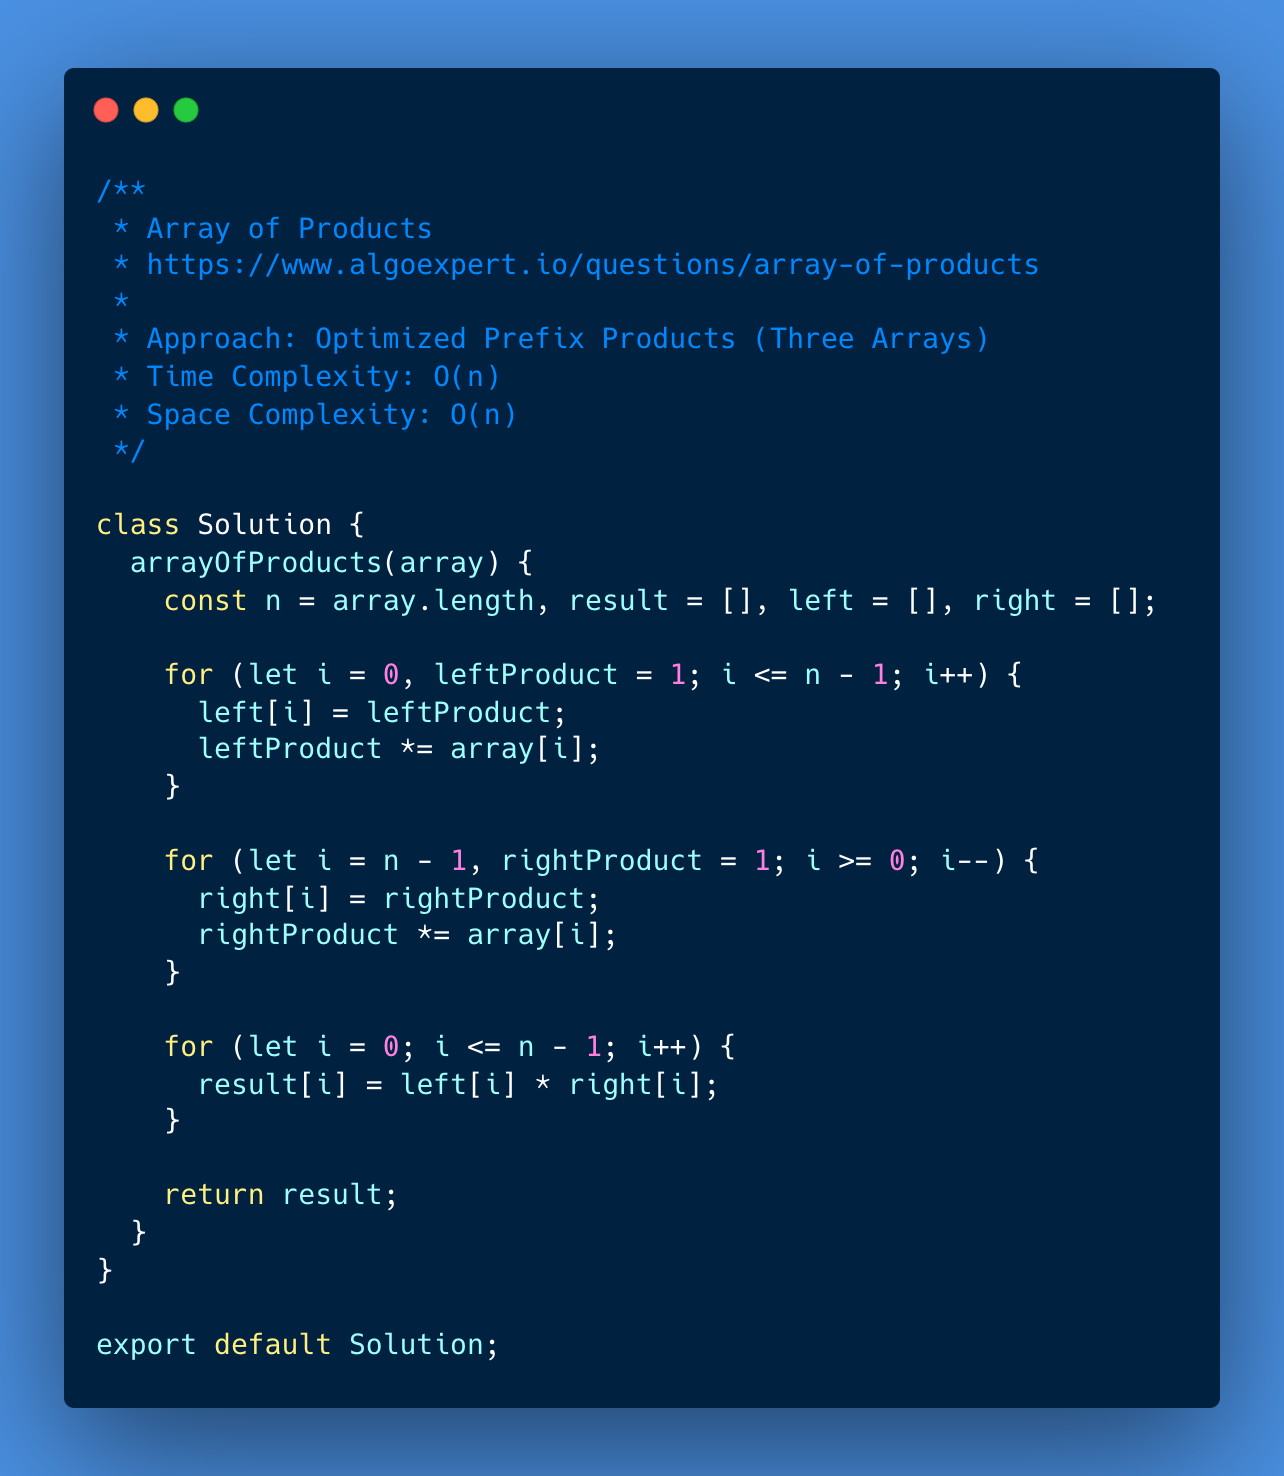 /**
 * Array of Products
 * https://www.algoexpert.io/questions/array-of-products
 *
 * Approach: Optimized Prefix Products (Three Arrays)
 * Time Complexity: O(n)
 * Space Complexity: O(n)
 */

class Solution {
  arrayOfProducts(array) {
    const n = array.length, result = [], left = [], right = [];

    for (let i = 0, leftProduct = 1; i <= n - 1; i++) {
      left[i] = leftProduct;
      leftProduct *= array[i];
    }

    for (let i = n - 1, rightProduct = 1; i >= 0; i--) {
      right[i] = rightProduct;
      rightProduct *= array[i];
    }

    for (let i = 0; i <= n - 1; i++) {
      result[i] = left[i] * right[i];
    }

    return result;
  }
}

export default Solution;